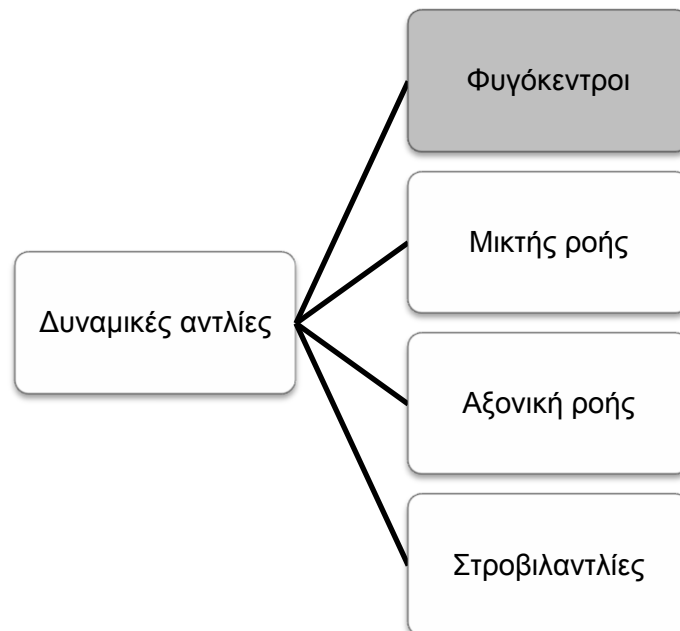 Φυγόκεντροι
Μικτής ροής
Δυναμικές αντλίες
Αξονική ροής
Στροβιλαντλίες